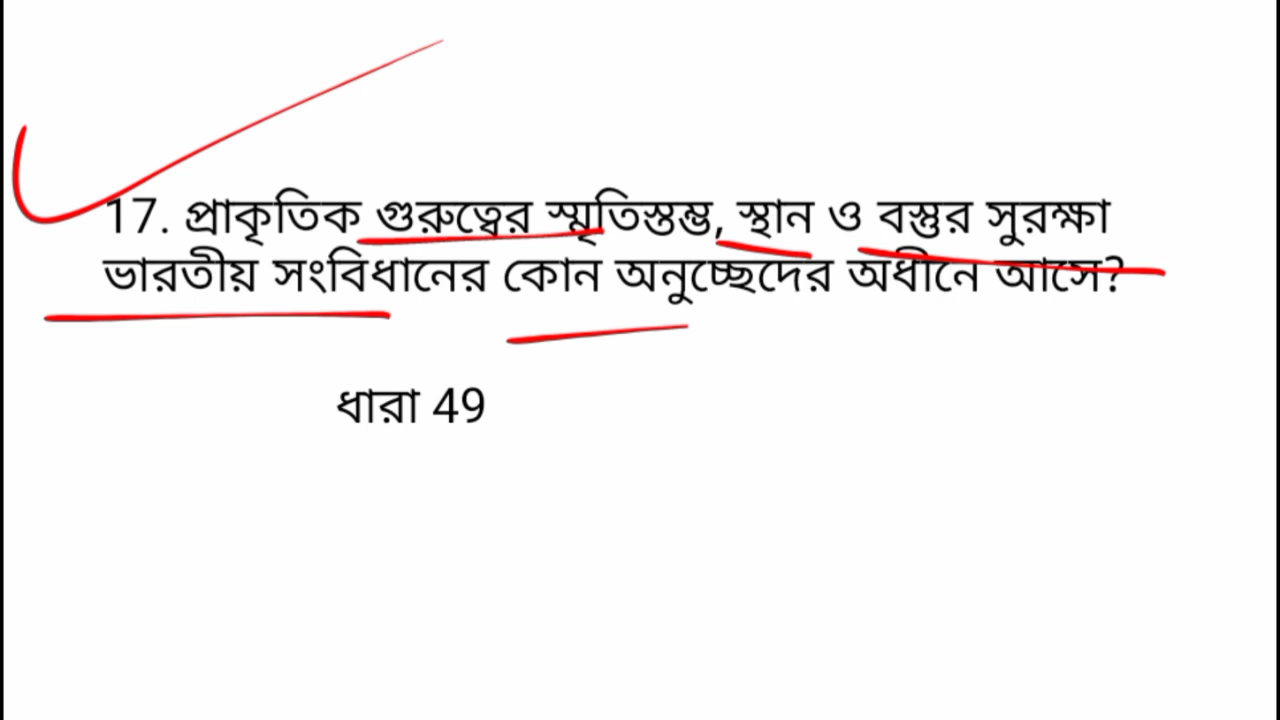 17. প্রাকৃতিক গুরুত্বের স্মৃতিস্তম্ভ, স্থান ও বস্তুর সুরক্ষা
ভারতীয় সংবিধানের কোন অনুচ্ছেদের অধীনে আসে?
ধারা 49